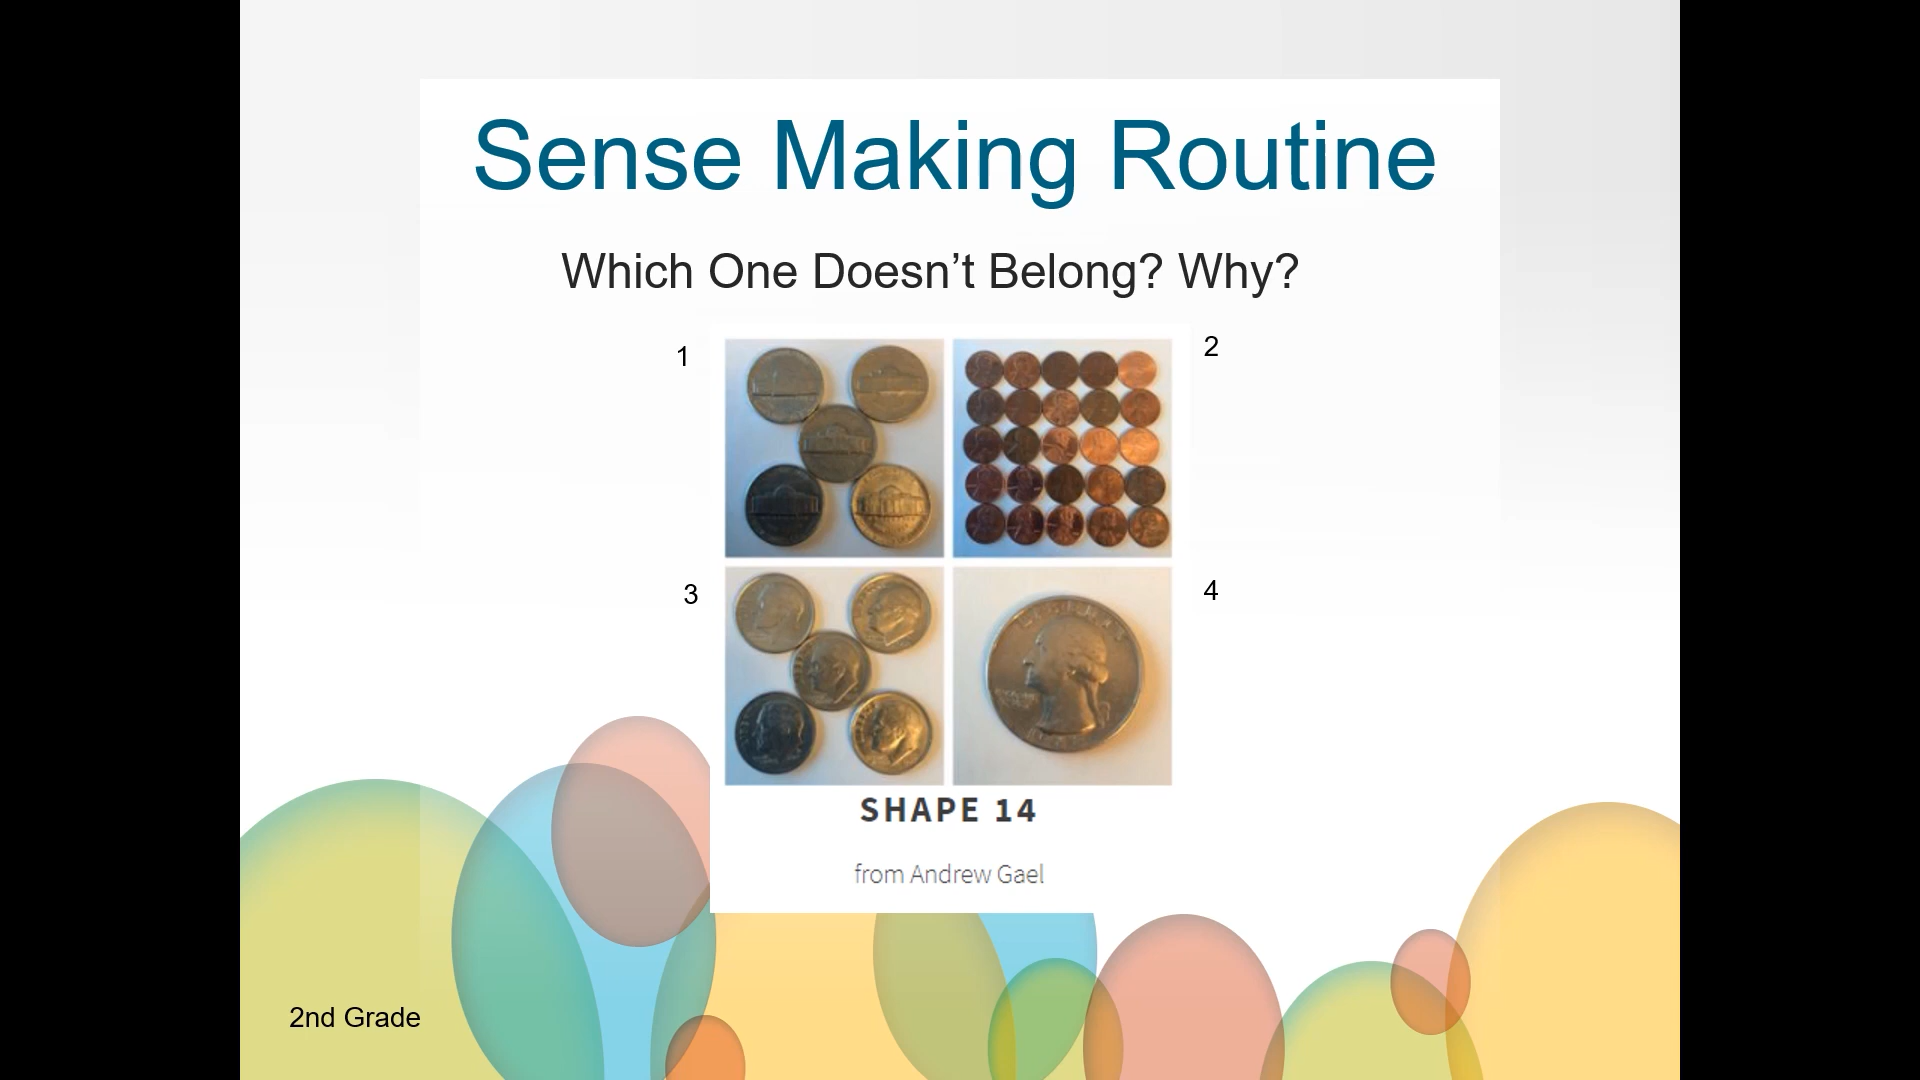 Sense Making Routine
Which One Doesn’t Belong? Why?
1
2
3
4
SHAPE 14
from Andrew Gael
2nd Grade